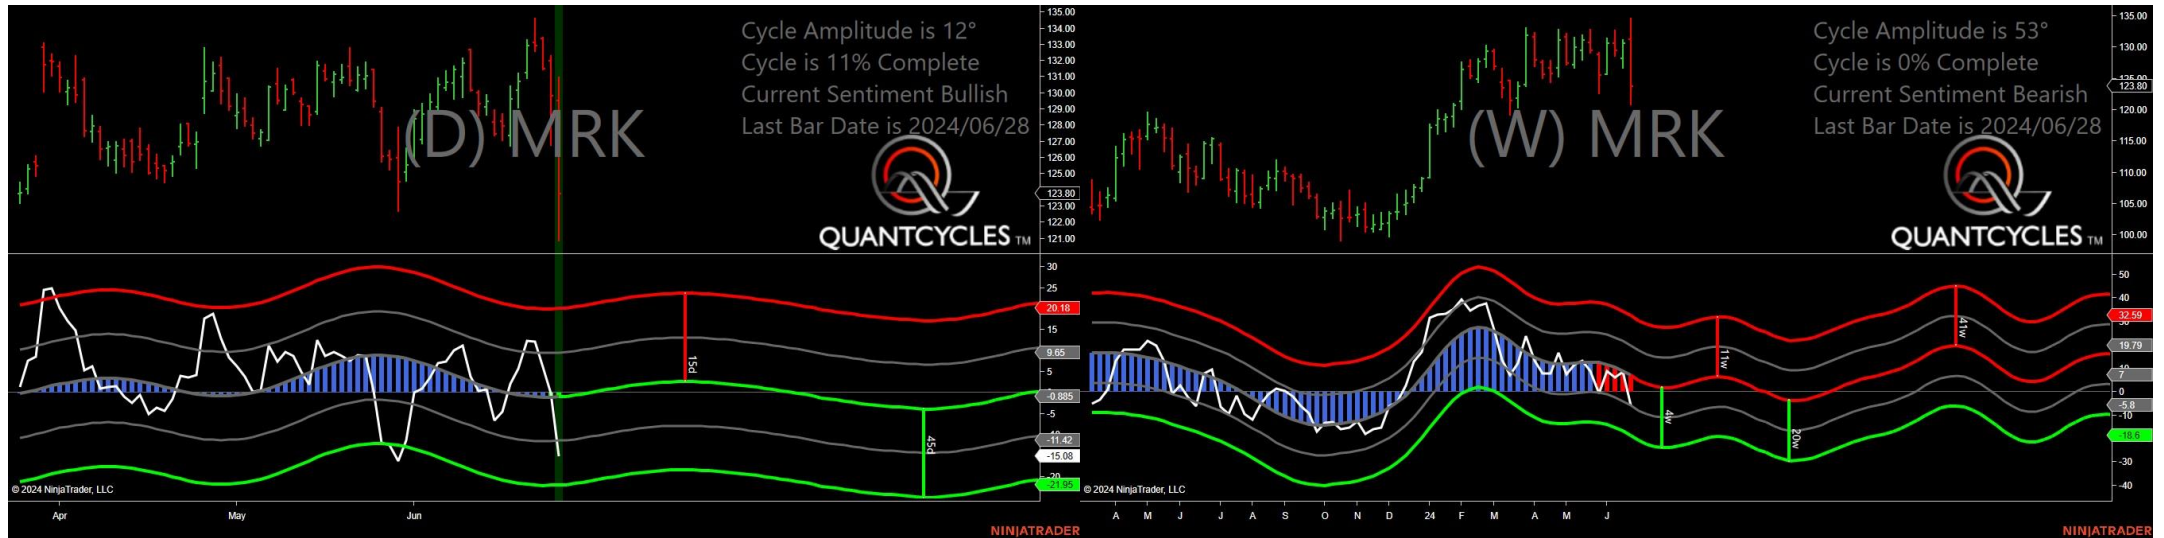 Cycle Amplitude is 12°
Cycle is 11% Complete
Current Sentiment Bullish
Last Bar Date is 2024/06/28
(D) MRK
QUANTCYCLES TM
135.00
134.00
133.00
132.00
131.00
130.00
129.00
128.00
127.00
126.00
125.00
123.80
123.00
122.00
121.00
30
25
20.18
15
9.65
5
-0.885
-5
-11.42
-15.08
-20
-21.95
15d
45d
© 2024 NinjaTrader, LLC
Apr May Jun
NINJATRADER
Cycle Amplitude is 53°
Cycle is 0% Complete
Current Sentiment Bearish
Last Bar Date is 2024/06/28
(W) MRK
QUANTCYCLES TM
135.00
130.00
125.00
123.80
120.00
115.00
110.00
105.00
100.00
50
40
32.59
30
19.79
10
7
0
-5.8
-10
-18.6
-30
-40
11w
4w
20w
41w
© 2024 NinjaTrader, LLC
A M J J A S O N D 24 F M A M J
NINJATRADER